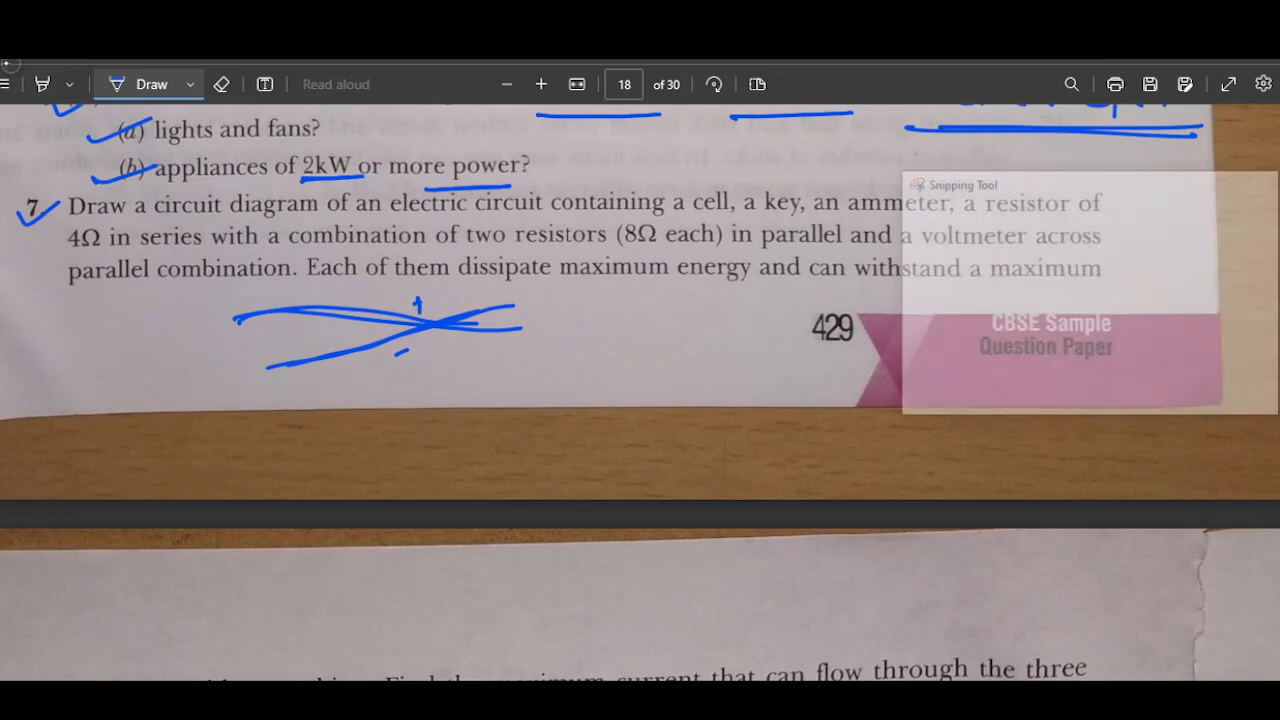 Draw
Read aloud
18 of 30
(a) lights and fans?
(b) appliances of 2kW or more power?
Snipping Tool
7. Draw a circuit diagram of an electric circuit containing a cell, a key, an ammeter, a resistor of
4Ω in series with a combination of two resistors (8Ω each) in parallel and a voltmeter across
parallel combination. Each of them dissipate maximum energy and can withstand a maximum
429
CBSE Sample
Question Paper
Find the maximum current that can flow through the three